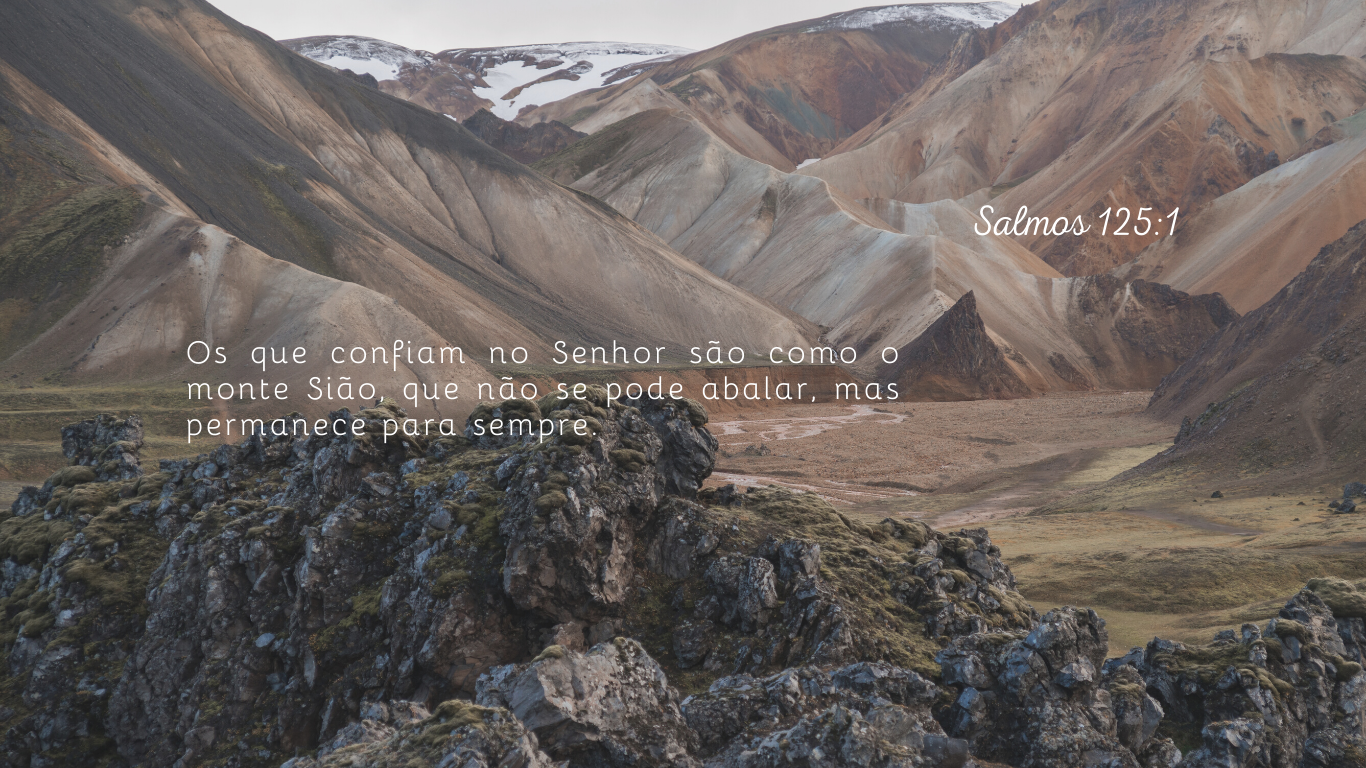 Salmos 125:1
Os que confiam no Senhor são como o
monte Sião, que não se pode abalar, mas
permanece para sempre.